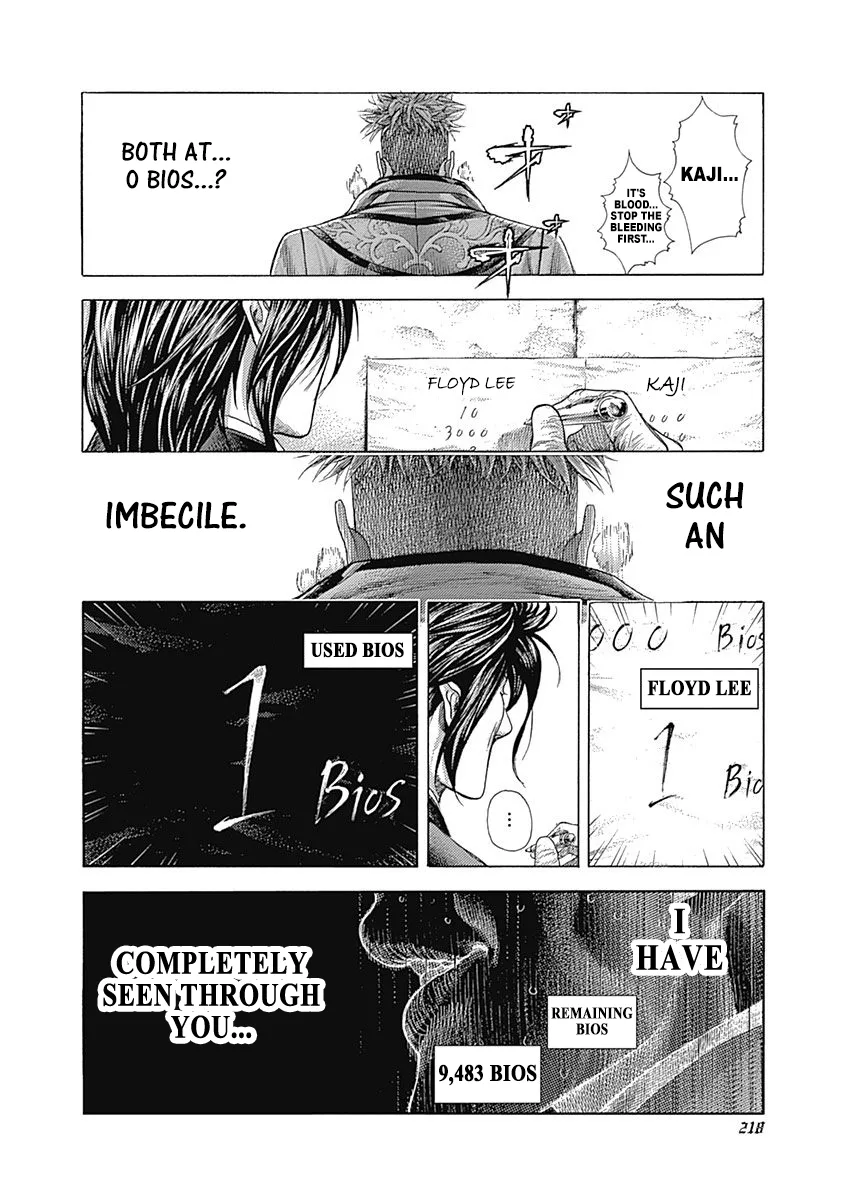 KAJI...
IT'S
BLOOD...
STOP THE
BLEEDING
FIRST...
BOTH AT...
0 BIOS...?
KAJI
000
FLOYD LEE
10
3000
SUCH
AN
IMBECILE.
000 Bios
FLOYD LEE
1
Bio
...
USED BIOS
1
Bios
I
HAVE
REMAINING
BIOS
9,483 BIOS
COMPLETELY
SEEN THROUGH
YOU...
218